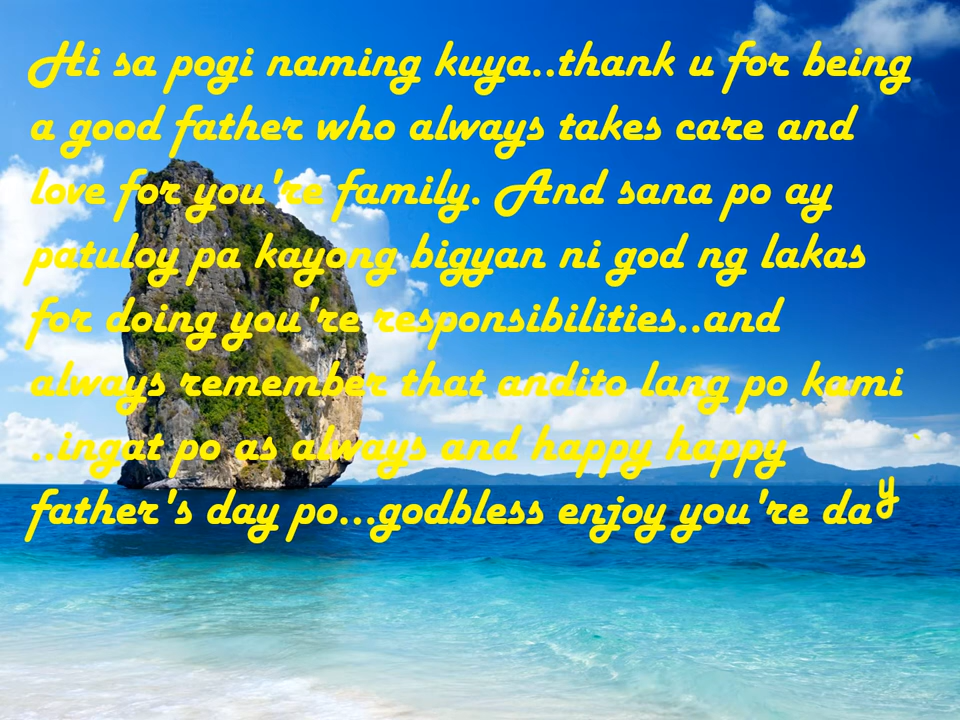 Hi sa pogi naming kuya..thank u for being
a good father who always takes care and
love for you're family. And sana po ay
patuloy pa kayong bigyan ni god ng lakas
for doing you're responsibilities..and
always remember that andito lang po kami
..ingat po as always and happy happy
father's day po...godbless enjoy you're day